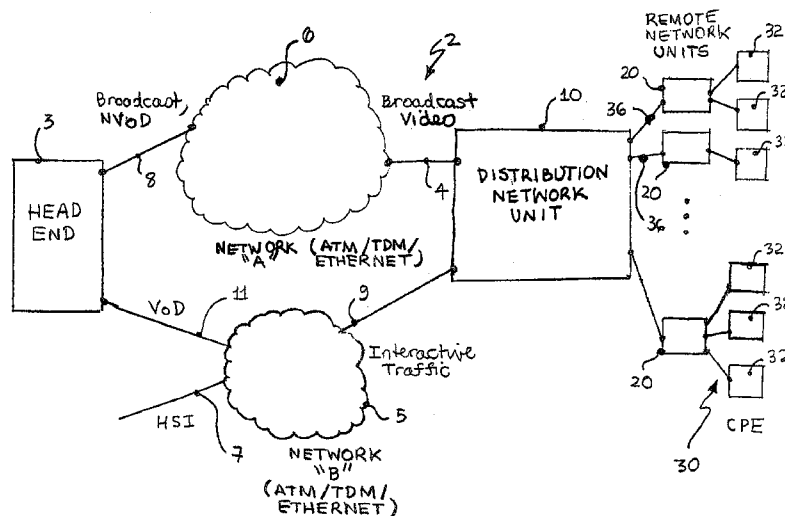 REMOTE
NETWORK
UNITS
32
2
20
10
Broadcast,
NVoD
Broadcast
Video
36
32
3
8
4
HEAD
END
DISTRIBUTION
NETWORK
UNIT
20
36
NETWORK (ATM/TDM/
"A" ETHERNET)
32
9
VoD
11
Interactive
Traffic
32
20
HSI
7
5
CPE
30
NETWORK
"B"
(ATM/TDM/
ETHERNET)